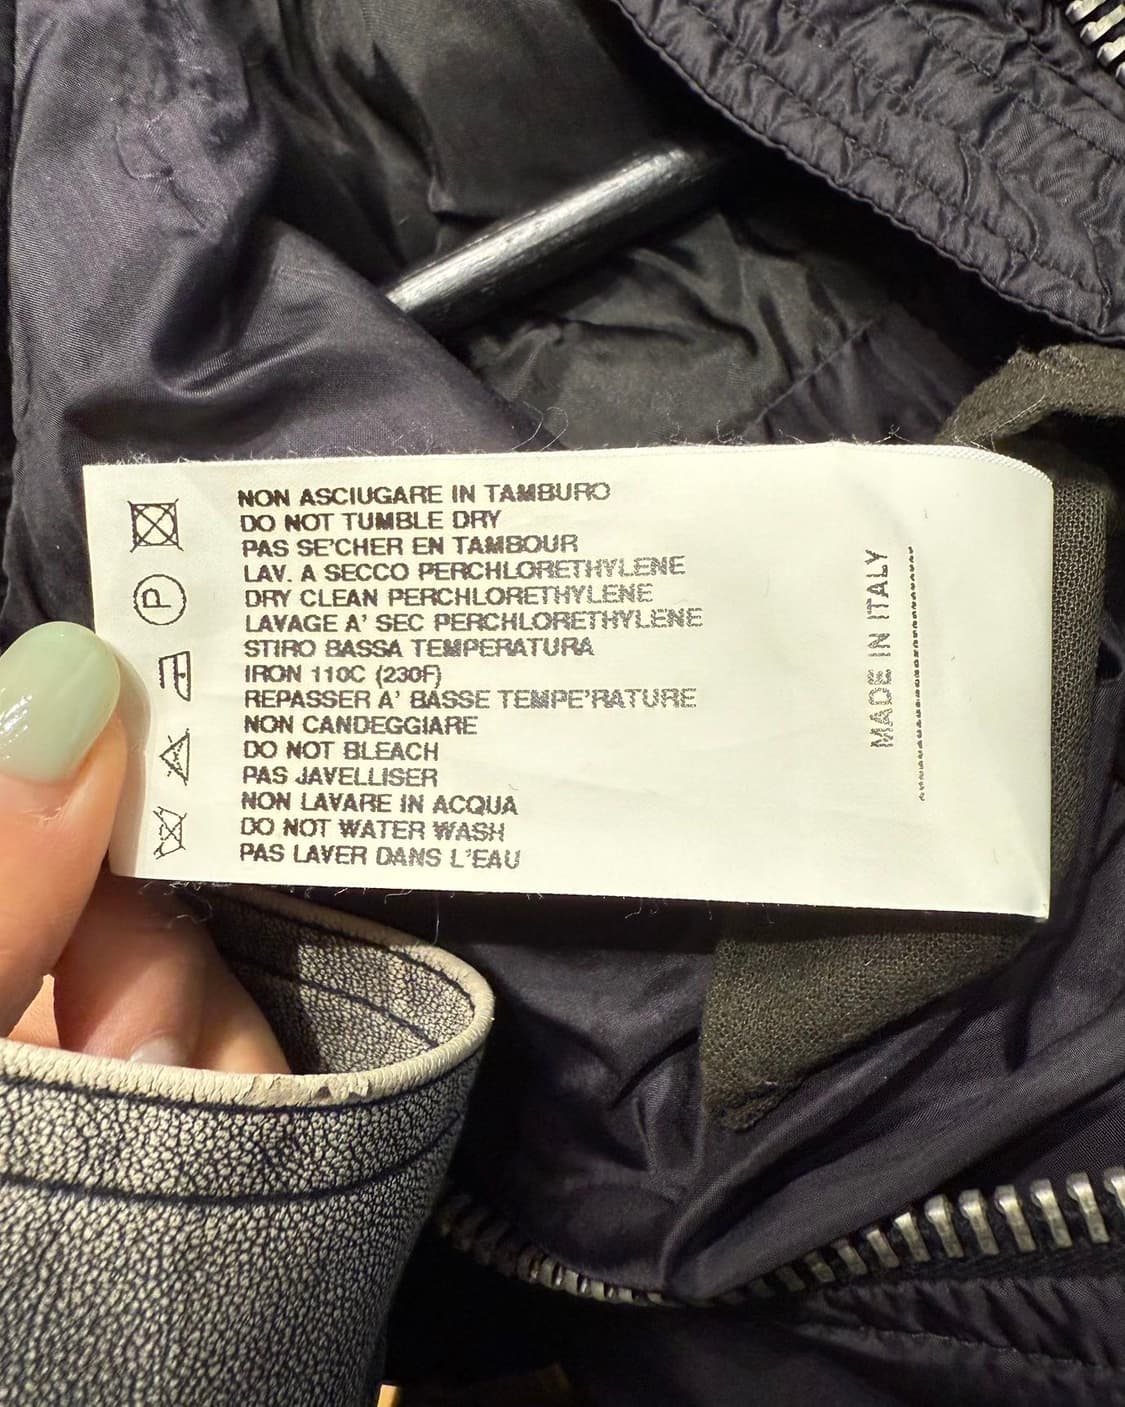 NON ASCIUGARE IN TAMBURO
DO NOT TUMBLE DRY
PAS SE'CHER EN TAMBOUR
P
LAV. A SECCO PERCHLORETHYLENE
DRY CLEAN PERCHLORETHYLENE
LAVAGE A' SEC PERCHLORETHYLENE
STIRO BASSA TEMPERATURA
IRON 110C (230F)
REPASSER A' BASSE TEMPE'RATURE
NON CANDEGGIARE
DO NOT BLEACH
PAS JAVELLISER
NON LAVARE IN ACQUA
DO NOT WATER WASH
PAS LAVER DANS L'EAU
MADE IN ITALY